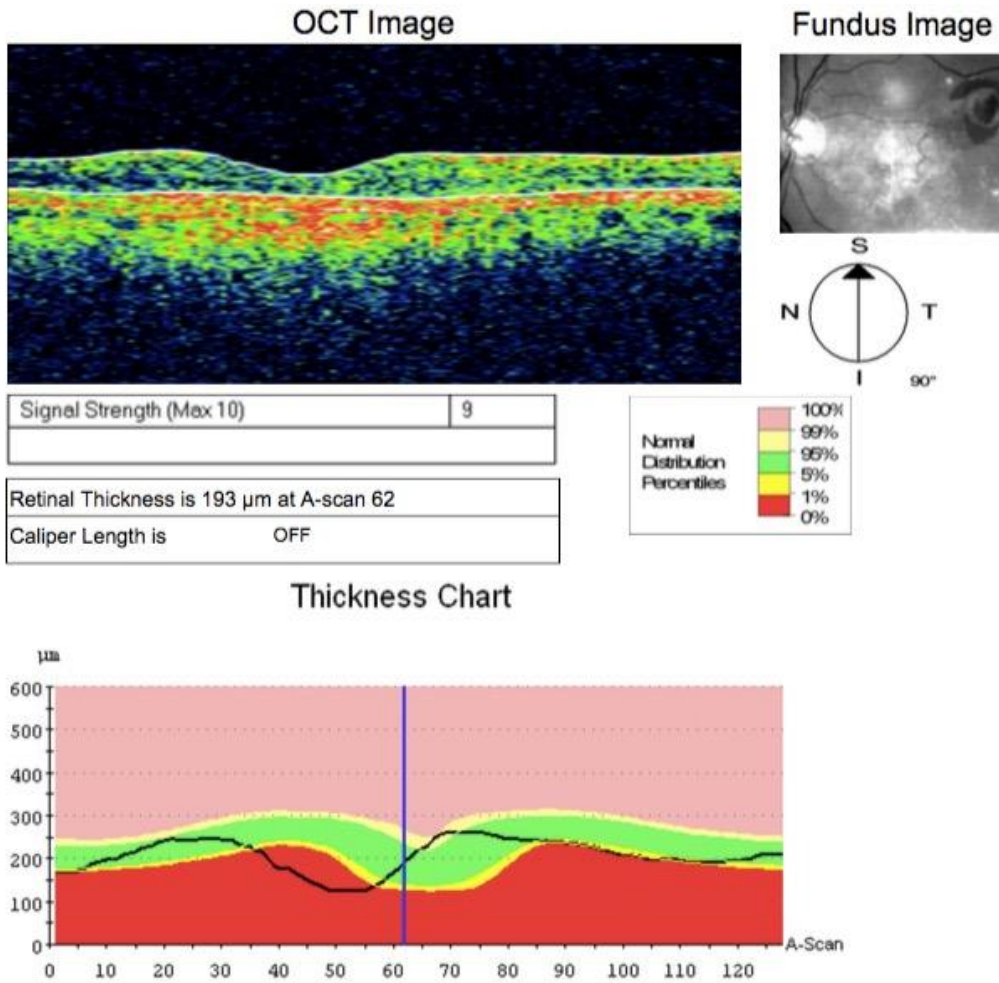 OCT Image
Fundus Image
S
N T
I
90°
Signal Strength (Max 10) 9
Normal
Distribution
Percentiles
100%
99%
95%
5%
1%
0%
Retinal Thickness is 193 µm at A-scan 62
Caliper Length is OFF
Thickness Chart
µm
600
500
400
300
200
100
0
0 10 20 30 40 50 60 70 80 90 100 110 120
A-Scan